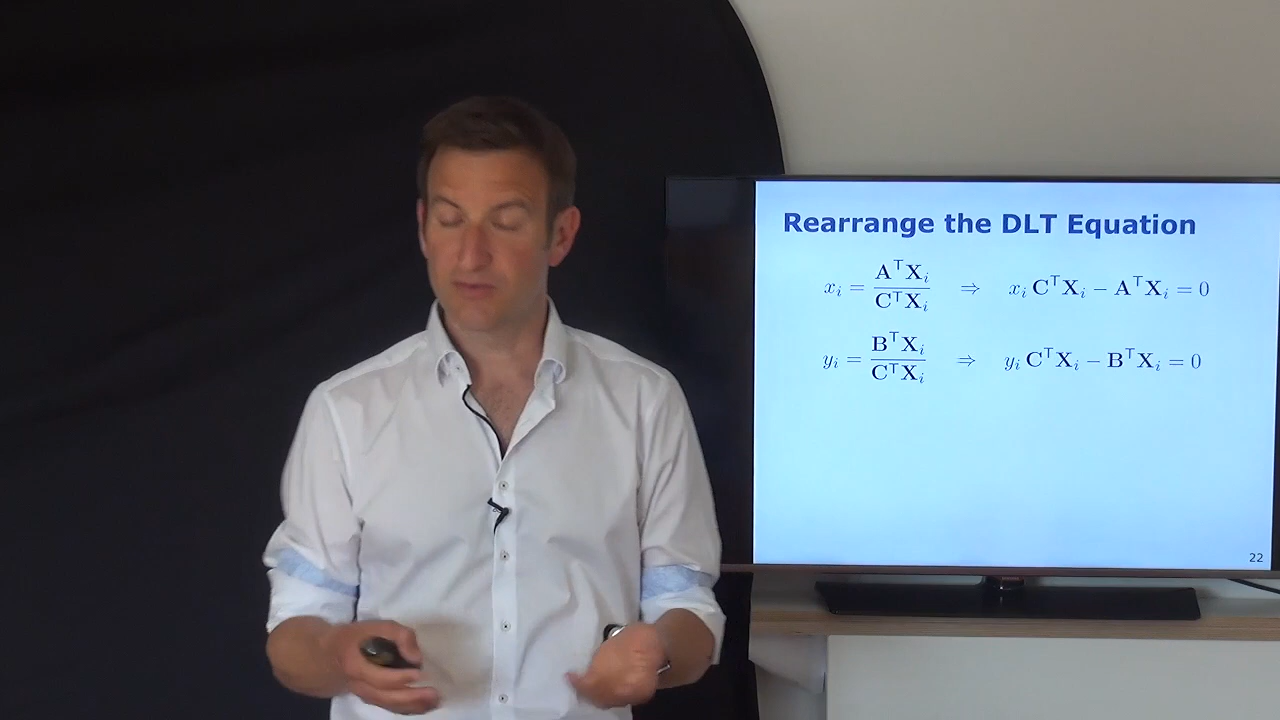 Rearrange the DLT Equation
xᵢ = AᵀXᵢ / CᵀXᵢ ⇒ xᵢ CᵀXᵢ − AᵀXᵢ = 0
yᵢ = BᵀXᵢ / CᵀXᵢ ⇒ yᵢ CᵀXᵢ − BᵀXᵢ = 0
22